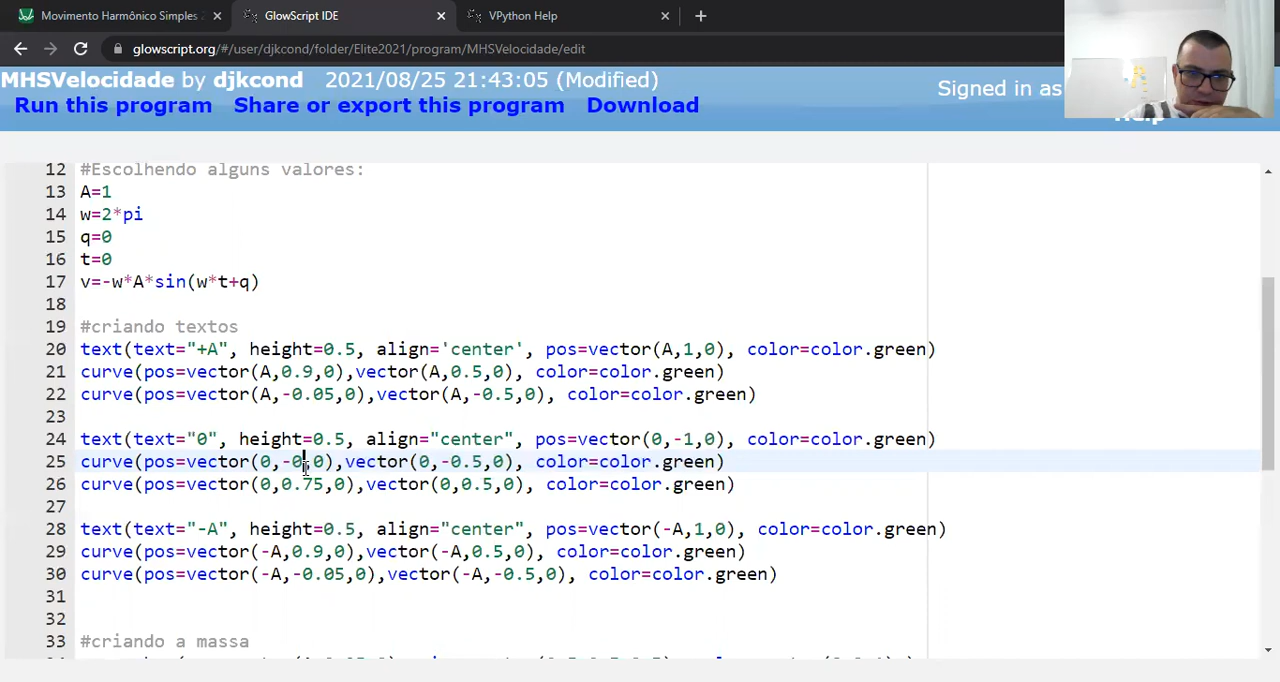 Movimento Harmônico Simples
GlowScript IDE
VPython Help
glowscript.org/#/user/djkcond/folder/Elite2021/program/MHSVelocidade/edit
MHSVelocidade by djkcond 2021/08/25 21:43:05 (Modified)
Signed in as
Run this program Share or export this program Download
Help
12 #Escolhendo alguns valores:
13 A=1
14 w=2*pi
15 q=0
16 t=0
17 v=-w*A*sin(w*t+q)
18
19 #criando textos
20 text(text="+A", height=0.5, align='center', pos=vector(A,1,0), color=color.green)
21 curve(pos=vector(A,0.9,0),vector(A,0.5,0), color=color.green)
22 curve(pos=vector(A,-0.05,0),vector(A,-0.5,0), color=color.green)
23
24 text(text="0", height=0.5, align="center", pos=vector(0,-1,0), color=color.green)
25 curve(pos=vector(0,-0,0),vector(0,-0.5,0), color=color.green)
26 curve(pos=vector(0,0.75,0),vector(0,0.5,0), color=color.green)
27
28 text(text="-A", height=0.5, align="center", pos=vector(-A,1,0), color=color.green)
29 curve(pos=vector(-A,0.9,0),vector(-A,0.5,0), color=color.green)
30 curve(pos=vector(-A,-0.05,0),vector(-A,-0.5,0), color=color.green)
31
32
33 #criando a massa